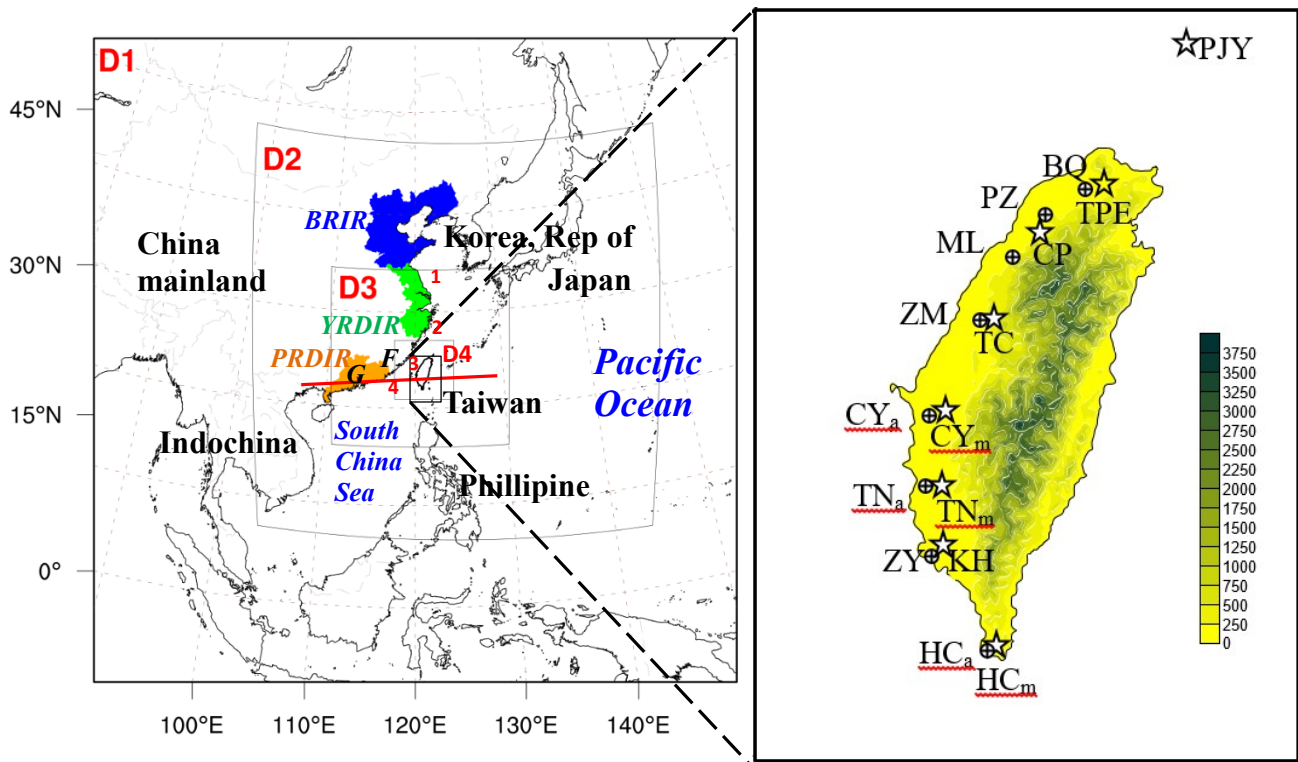 D1
45°N
D2
BRIR
China
mainland
Korea, Rep of
Japan
30°N
D3
1
YRDIR
2
PRDIR
F
3
D4
G
4
Pacific
Ocean
Taiwan
15°N
Indochina
South
China
Sea
Phillipine
0°
100°E
110°E
120°E
130°E
140°E
PJY
BQ
TPE
PZ
CP
ML
ZM
TC
CYa
CYm
TNa
TNm
ZY
KH
HCa
HCm
3750
3500
3250
3000
2750
2500
2250
2000
1750
1500
1250
1000
750
500
250
0